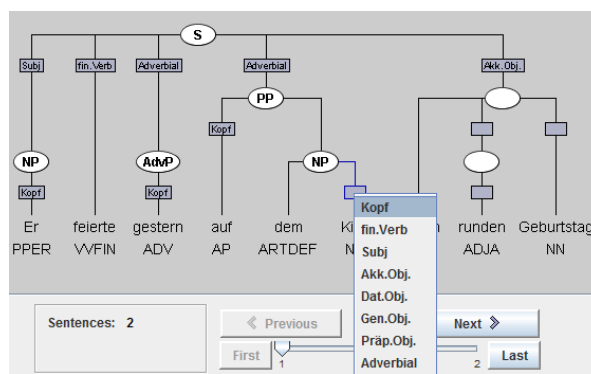 S
Subj fin.Verb Adverbial Adverbial Akk.Obj.
PP
Kopf
NP AdvP NP
Kopf Kopf
Er feierte gestern auf dem runden Geburtstag
PPER VVFIN ADV AP ARTDEF ADJA NN
Kopf
fin.Verb
Subj
Akk.Obj.
Dat.Obj.
Gen.Obj.
Präp.Obj.
Adverbial
Sentences: 2
Previous Next
First 1 2 Last